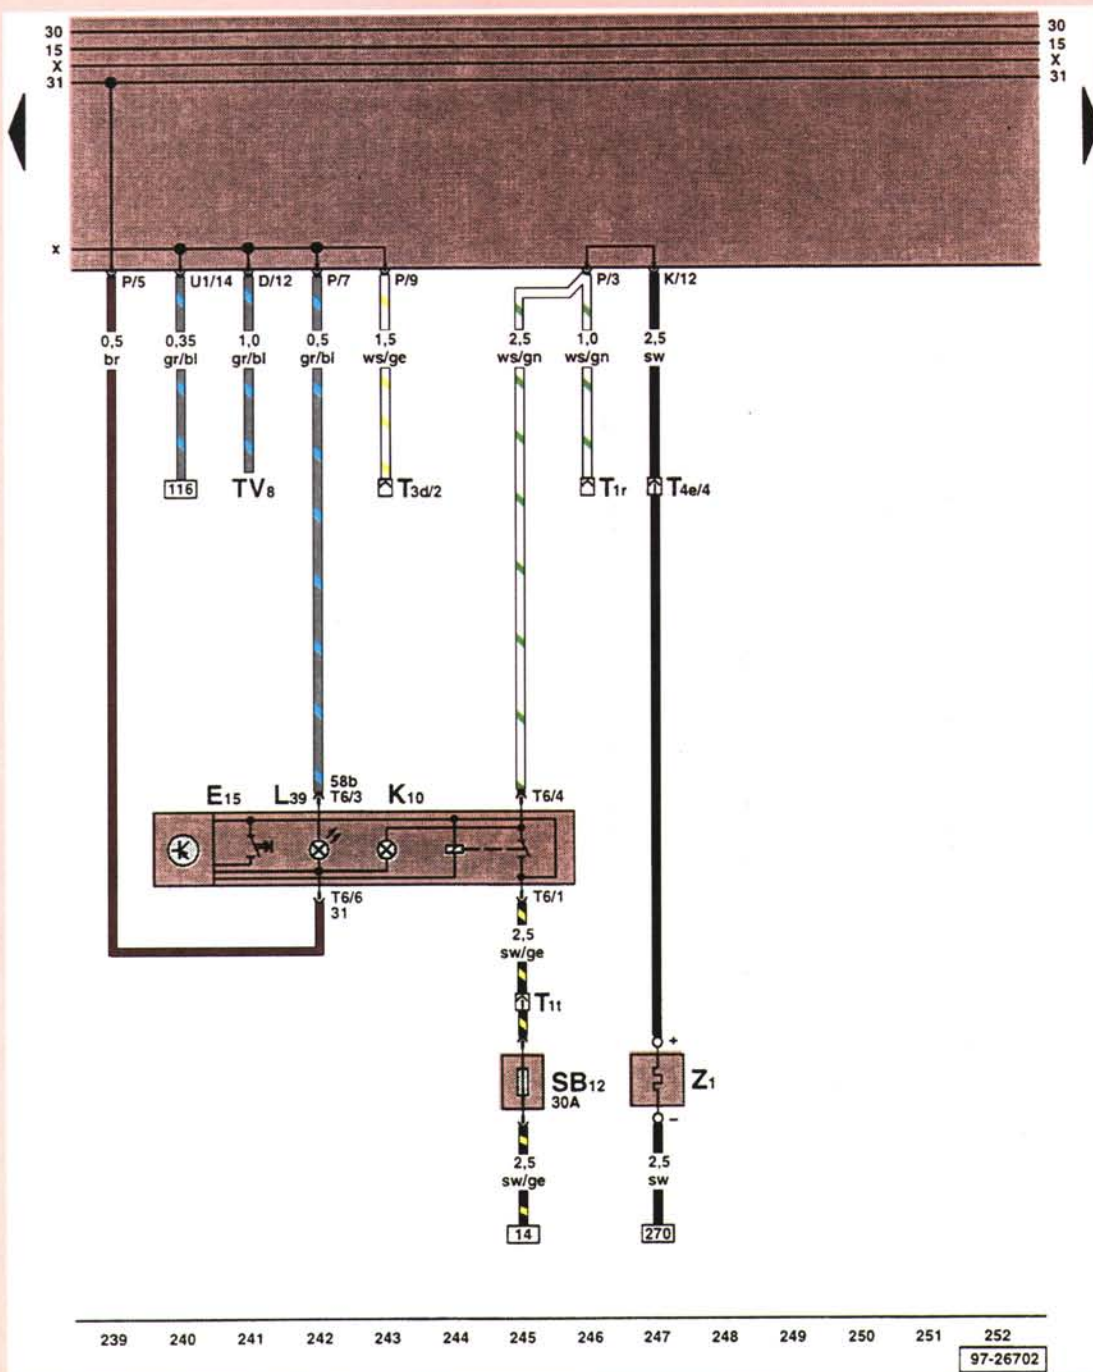 30 30
15 15
X X
31 31
x
P/5 U1/14 D/12 P/7 P/9 P/3 K/12
0,5 0,35 1,0 0,5 1,5 2,5 1,0 2,5
br gr/bl gr/bl gr/bl ws/ge ws/gn ws/gn sw
116 TV8 T3d/2 T1r T4e/4
58b
E15 L39 T6/3 K10 T6/4
T6/6 T6/1
31
2,5
sw/ge
T1t
+
SB12 Z1
30A
–
2,5 2,5
sw/ge sw
14 270
239 240 241 242 243 244 245 246 247 248 249 250 251 252
97-26702